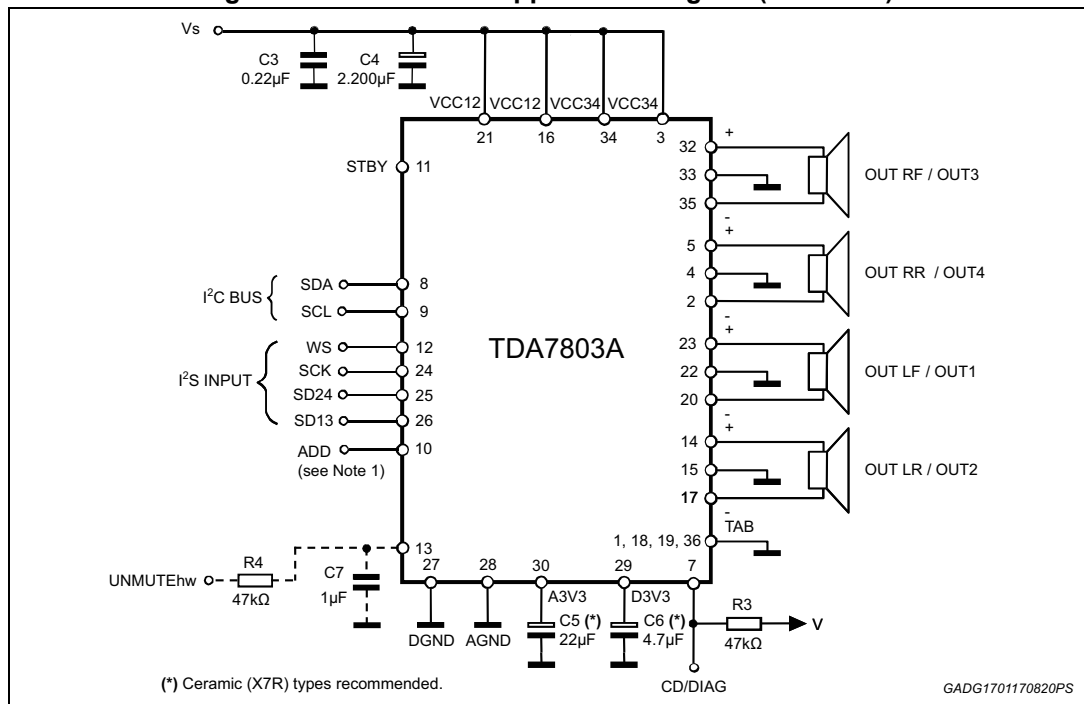 Vs
C3
0.22µF
C4
2.200µF
VCC12 VCC12 VCC34 VCC34
21 16 34 3
STBY 11
I²C BUS
SDA 8
SCL 9
I²S INPUT
WS 12
SCK 24
SD24 25
SD13 26
ADD 10
(see Note 1)
TDA7803A
32 +
33
35
-
OUT RF / OUT3
+
5
4
2
-
OUT RR / OUT4
+
23
22
20
-
OUT LF / OUT1
+
14
15
17
-
OUT LR / OUT2
TAB
1, 18, 19, 36
13
R4
UNMUTEhw
47kΩ
C7
1µF
27 28 30 29 7
A3V3 D3V3
DGND AGND
C5 (*)
22µF
C6 (*)
4.7µF
R3
47kΩ
V
CD/DIAG
(*) Ceramic (X7R) types recommended.
GADG1701170820PS